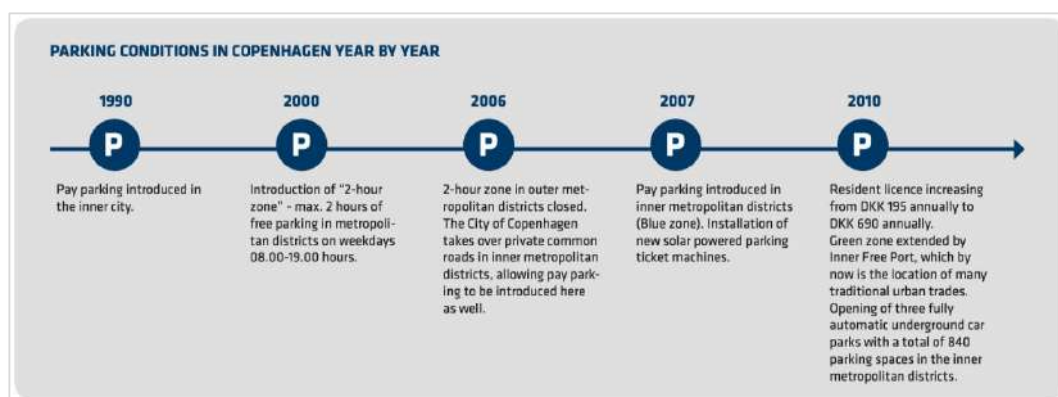 PARKING CONDITIONS IN COPENHAGEN YEAR BY YEAR
1990
P
Pay parking introduced in
the inner city.
2000
P
Introduction of "2-hour
zone" - max. 2 hours of
free parking in metropoli-
tan districts on weekdays
08.00-19.00 hours.
2006
P
2-hour zone in outer met-
ropolitan districts closed.
The City of Copenhagen
takes over private common
roads in inner metropolitan
districts, allowing pay park-
ing to be introduced here
as well.
2007
P
Pay parking introduced in
inner metropolitan districts
(Blue zone). Installation of
new solar powered parking
ticket machines.
2010
P
Resident licence increasing
from DKK 195 annually to
DKK 690 annually.
Green zone extended by
Inner Free Port, which by
now is the location of many
traditional urban trades.
Opening of three fully
automatic underground car
parks with a total of 840
parking spaces in the inner
metropolitan districts.